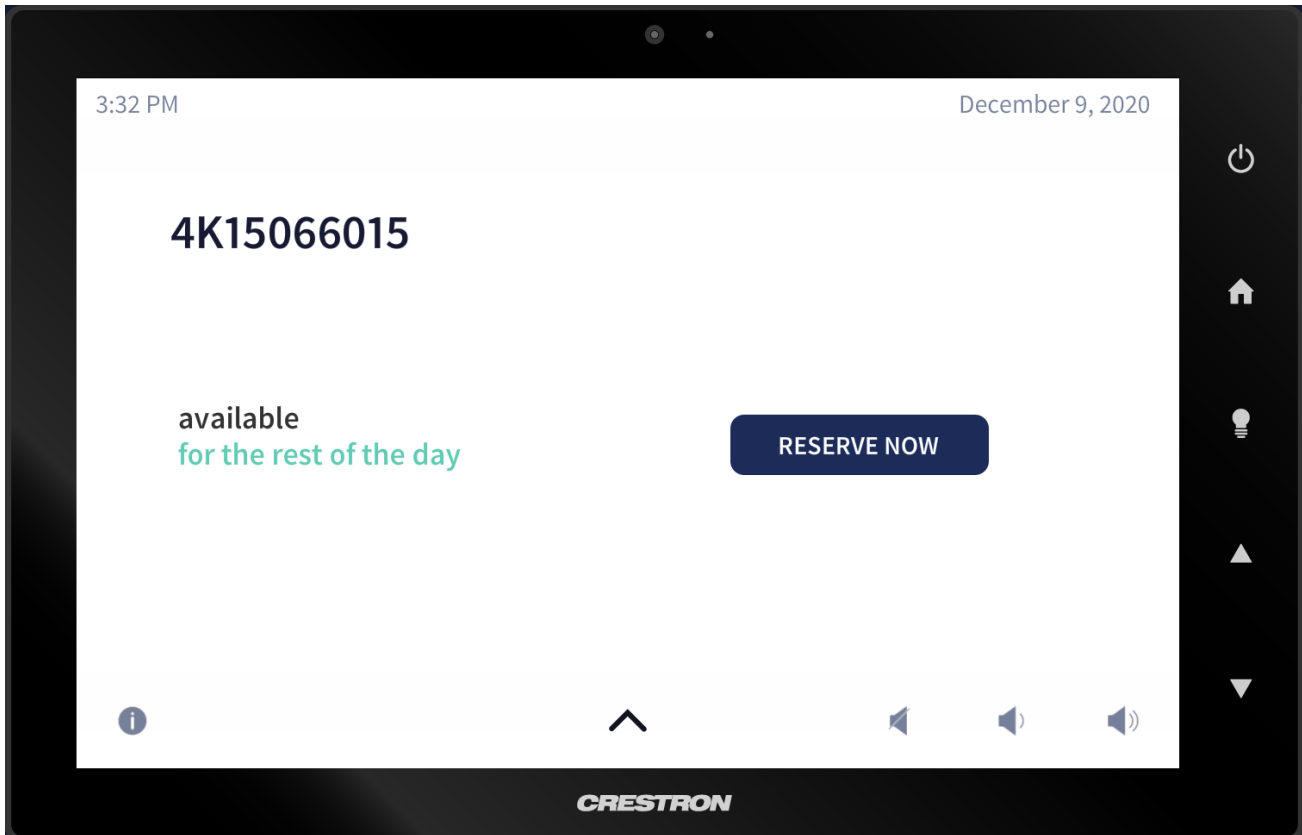 3:32 PM
December 9, 2020
4K15066015
available
for the rest of the day
RESERVE NOW
CRESTRON